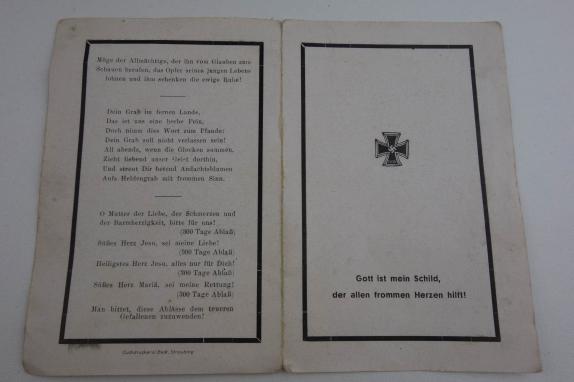 Möge der Allmächtige, der ihn vom Glauben zum
Schauen berufen, das Opfer seines jungen Lebens
lohnen und ihm schenken die ewige Ruhe!
Dein Grab im fernen Lande,
Das ist uns eine herbe Pein,
Doch nimm dies Wort zum Pfande:
Dein Grab soll nicht verlassen sein!
All abends, wenn die Glocken summen,
Zieht liebend unser Geist dorthin,
Und streut Dir betend Andachtsblumen
Aufs Heldengrab mit frommen Sinn.
O Mutter der Liebe, der Schmerzen und
der Barmherzigkeit, bitte für uns!
(300 Tage Ablaß)
Süßes Herz Jesu, sei meine Liebe!
(300 Tage Ablaß)
Heiligstes Herz Jesu, alles nur für Dich!
(300 Tage Ablaß)
Süßes Herz Mariä, sei meine Rettung!
(300 Tage Ablaß)
Man bittet, diese Ablässe dem teueren
Gefallenen zuzuwenden!
Straubing
Gott ist mein Schild,
der allen frommen Herzen hilft!